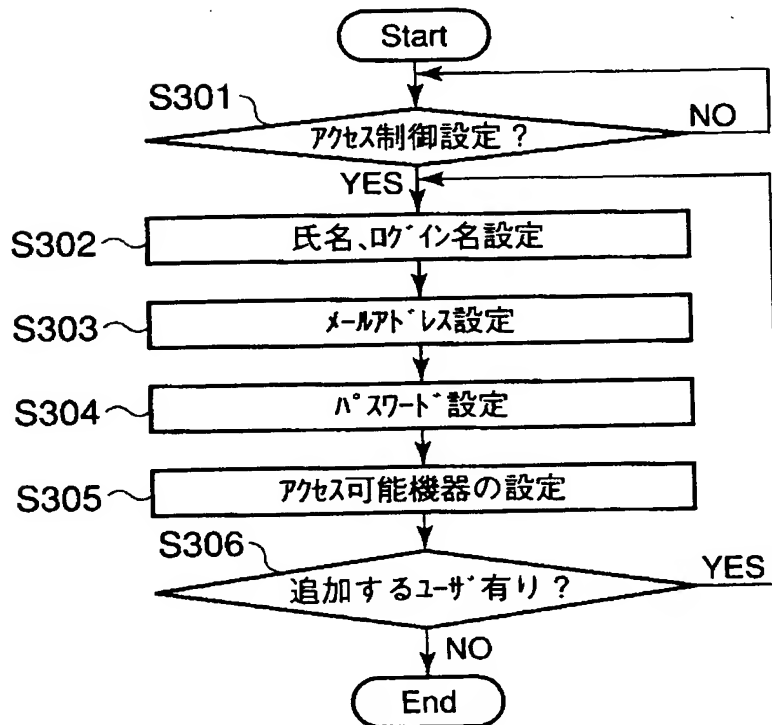 Start
S301
アクセス制御設定?
NO
YES
S302
氏名、ログイン名設定
S303
メールアドレス設定
S304
パスワード設定
S305
アクセス可能機器の設定
S306
追加するユーザ有り?
YES
NO
End